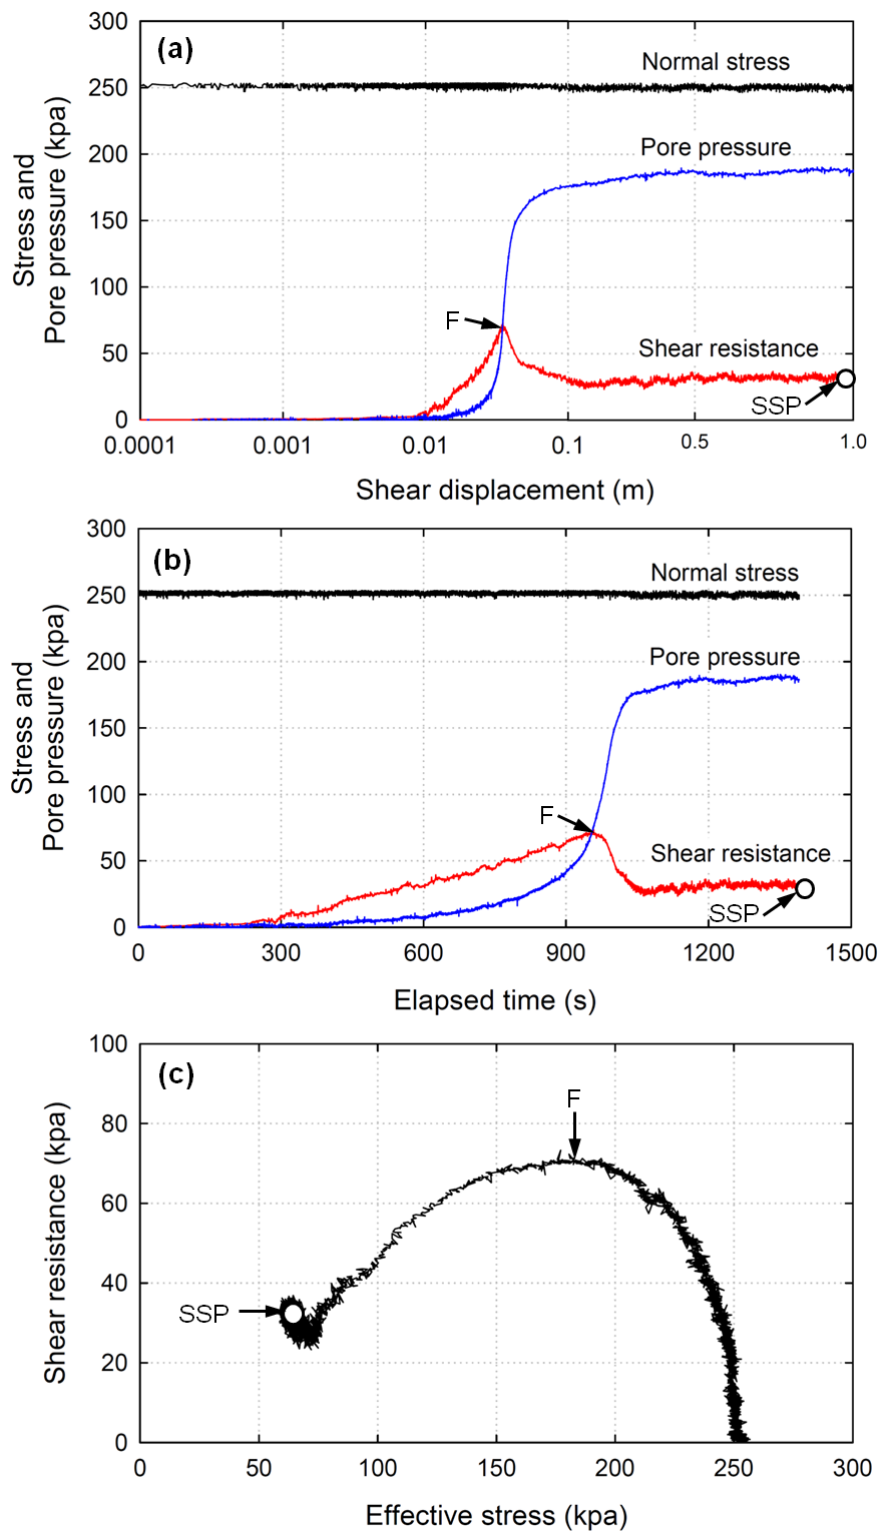 (a)
Stress and
Pore pressure (kpa)
300
250
200
150
100
50
0
Normal stress
Pore pressure
F
Shear resistance
SSP
0.0001 0.001 0.01 0.1 0.5 1.0
Shear displacement (m)
(b)
Stress and
Pore pressure (kpa)
300
250
200
150
100
50
0
Normal stress
Pore pressure
F
Shear resistance
SSP
0 300 600 900 1200 1500
Elapsed time (s)
(c)
Shear resistance (kpa)
100
80
60
40
20
0
F
SSP
0 50 100 150 200 250 300
Effective stress (kpa)